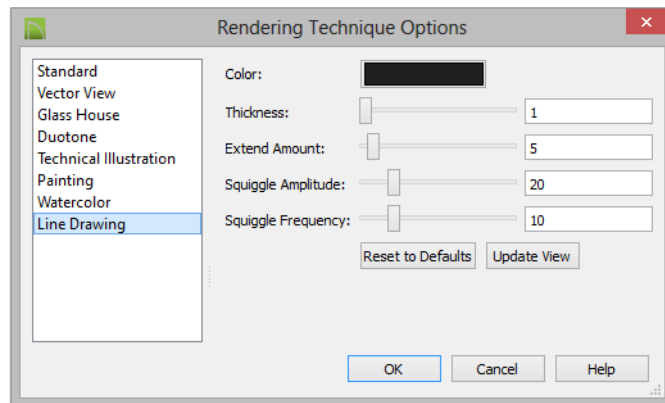 Rendering Technique Options
Standard
Vector View
Glass House
Duotone
Technical Illustration
Painting
Watercolor
Line Drawing
Color:
Thickness: 1
Extend Amount: 5
Squiggle Amplitude: 20
Squiggle Frequency: 10
Reset to Defaults Update View
OK Cancel Help